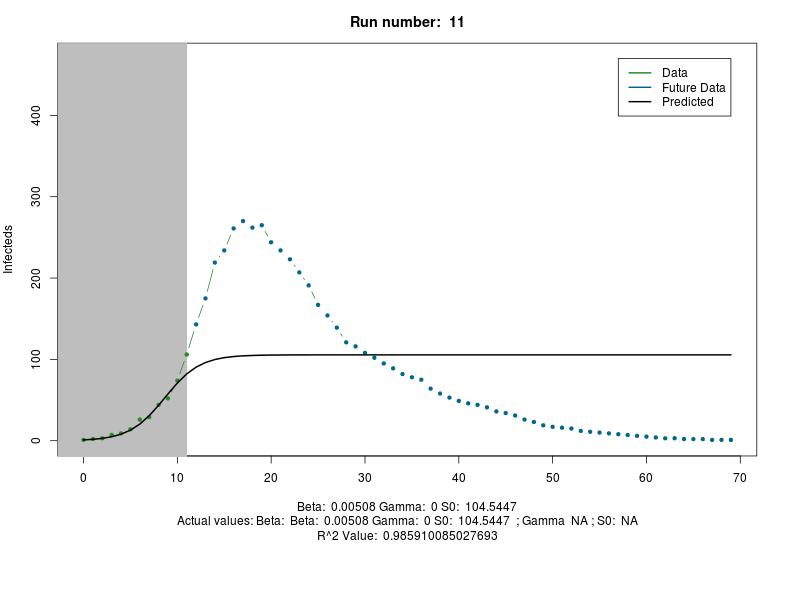 Run number:  11
Data
Future Data
Predicted
Infecteds
400
300
200
100
0
0 10 20 30 40 50 60 70
Beta:  0.00508 Gamma:  0 S0:  104.5447
Actual values: Beta:  Beta:  0.00508 Gamma:  0 S0:  104.5447  ; Gamma  NA ; S0:  NA
R^2 Value:  0.985910085027693